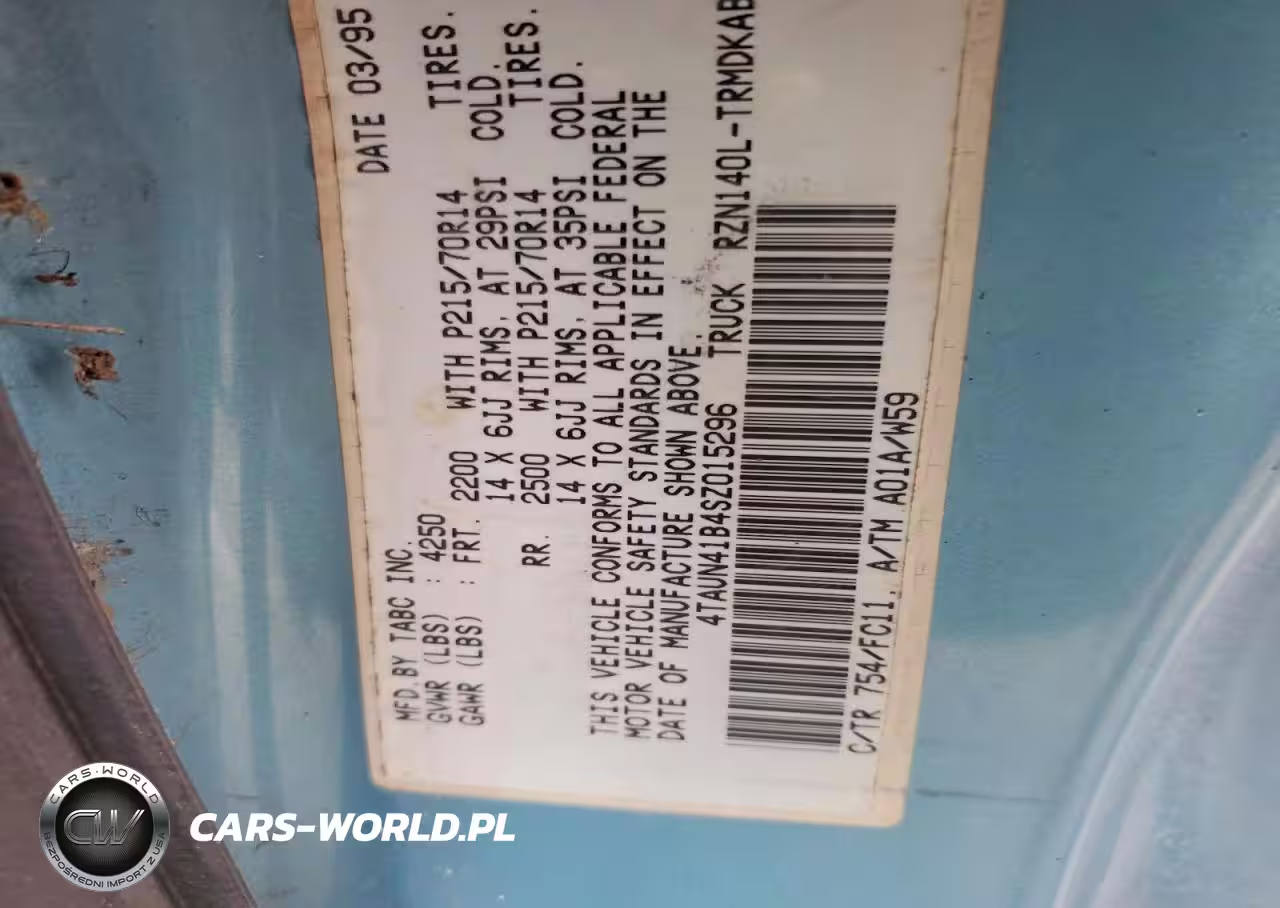 MFD.BY TABC INC. DATE 03/95
GVWR (LBS) : 4250
GAWR (LBS) : FRT. 2200 WITH P215/70R14 TIRES.
14 X 6JJ RIMS, AT 29PSI COLD.
RR. 2500 WITH P215/70R14 TIRES.
14 X 6JJ RIMS, AT 35PSI COLD.
THIS VEHICLE CONFORMS TO ALL APPLICABLE FEDERAL
MOTOR VEHICLE SAFETY STANDARDS IN EFFECT ON THE
DATE OF MANUFACTURE SHOWN ABOVE.
4TAUN41B4SZ015296 TRUCK RZN140L-TRMDKAB
C/TR 754/FC11, A/TM A01A/W59
CARS-WORLD
CW
BEZPOŚREDNI IMPORT Z USA
CARS-WORLD.PL